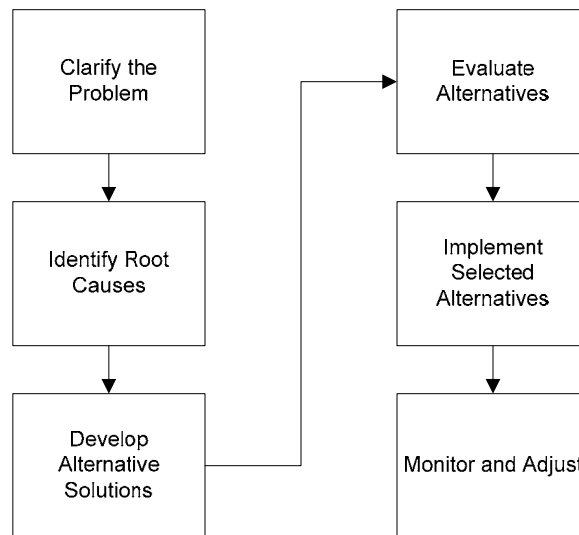 Clarify the
Problem
Identify Root
Causes
Develop
Alternative
Solutions
Evaluate
Alternatives
Implement
Selected
Alternatives
Monitor and Adjust